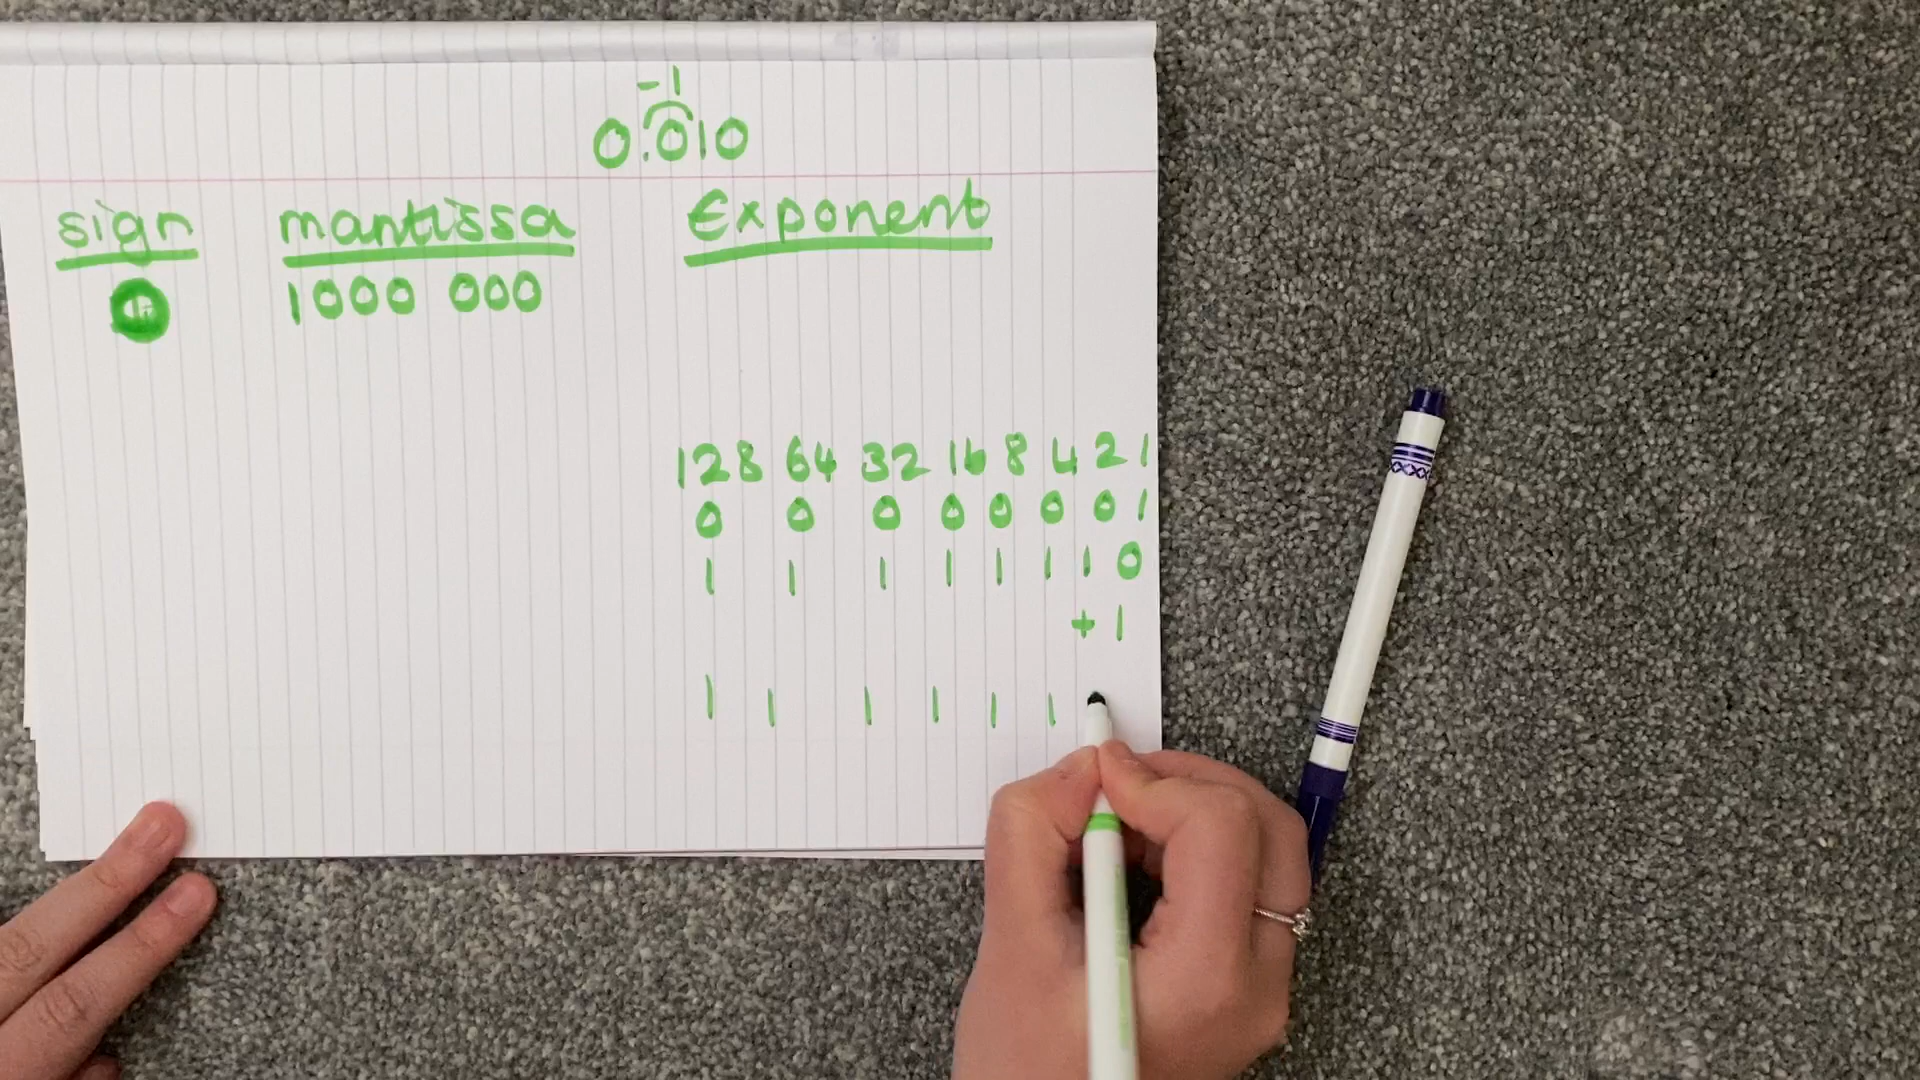 -1
0.010
sign mantissa Exponent
0 1000 000
128 64 32 16 8 4 2 1
0 0 0 0 0 0 0 1
1 1 1 1 1 1 1 0
+ 1
1 1 1 1 1 1